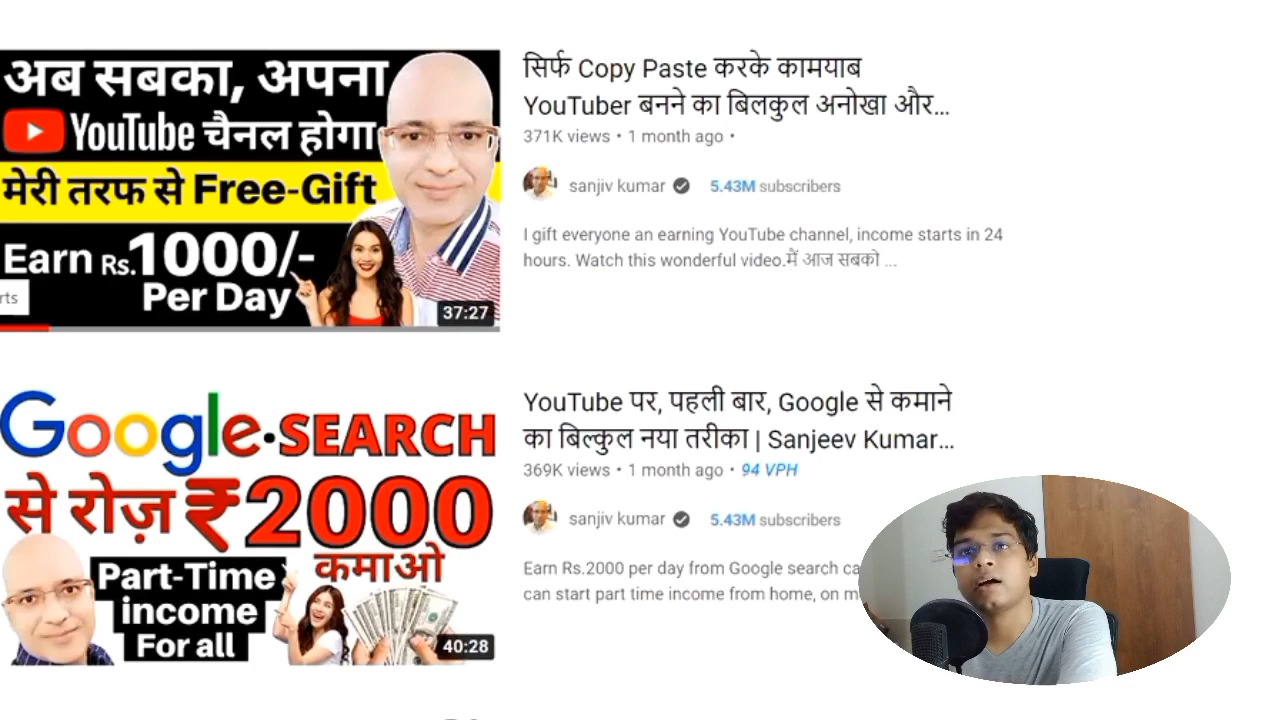 अब सबका, अपना
YouTube चैनल होगा
मेरी तरफ से Free-Gift
Earn Rs.1000/-
Per Day
rts
37:27
सिर्फ Copy Paste करके कामयाब
YouTuber बनने का बिलकुल अनोखा और...
371K views • 1 month ago •
sanjiv kumar 5.43M subscribers
I gift everyone an earning YouTube channel, income starts in 24
hours. Watch this wonderful video.मैं आज सबको ...
Google.SEARCH
से रोज़ ₹2000
कमाओ
Part-Time
income
For all
40:28
YouTube पर, पहली बार, Google से कमाने
का बिल्कुल नया तरीका | Sanjeev Kumar...
369K views • 1 month ago • 94 VPH
sanjiv kumar 5.43M subscribers
Earn Rs.2000 per day from Google search ca
can start part time income from home, on m